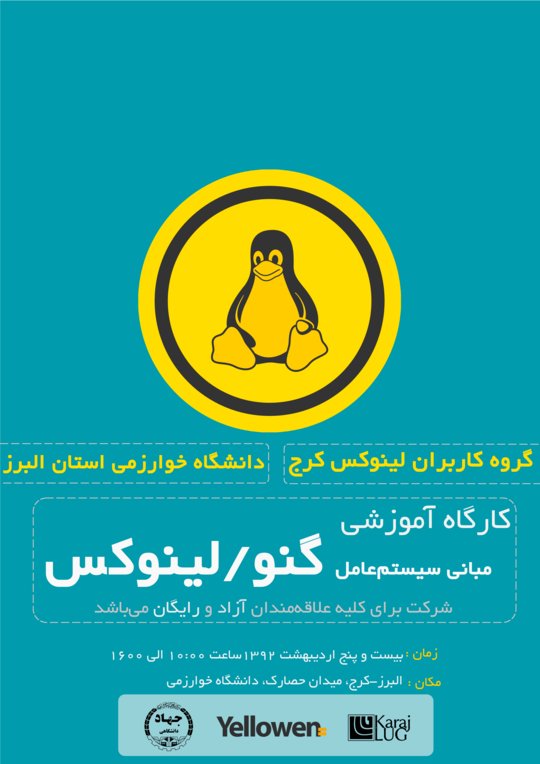 گروه کاربران لینوکس کرج
دانشگاه خوارزمی استان البرز
کارگاه آموزشی
مبانی سیستم‌عامل گنو/لینوکس
شرکت برای کلیه علاقه‌مندان آزاد و رایگان می‌باشد
زمان : بیست و پنج اردیبهشت ۱۳۹۲ساعت ۱۰:۰۰ الی ۱۶۰۰
مکان : البرز-کرج، میدان حصارک، دانشگاه خوارزمی
جهاد
دانشگاهی
Yellowen
Karaj
LUG